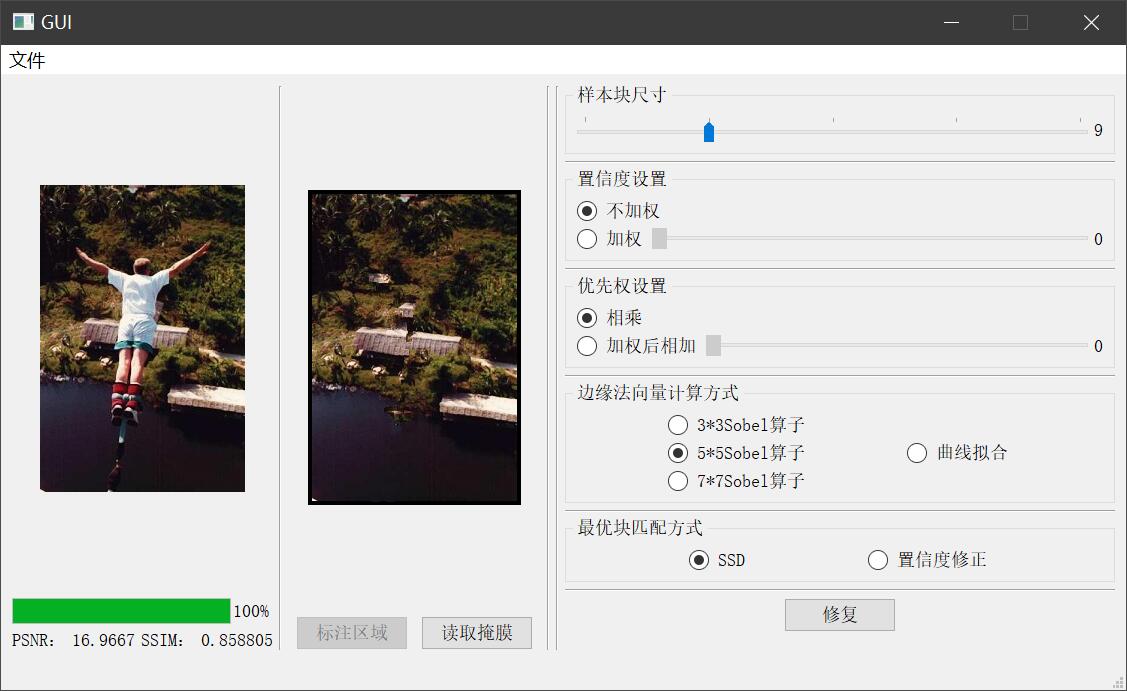 GUI
文件
样本块尺寸
9
置信度设置
不加权
加权
0
优先权设置
相乘
加权后相加
0
边缘法向量计算方式
3*3Sobel算子
5*5Sobel算子
曲线拟合
7*7Sobel算子
最优块匹配方式
SSD
置信度修正
100%
修复
标注区域
读取掩膜
PSNR: 16.9667 SSIM: 0.858805